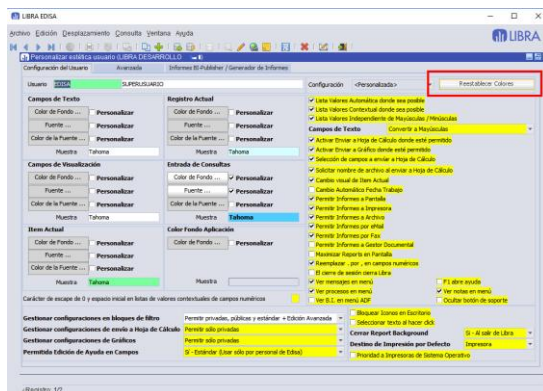 LIBRA EDISA
Archivo Edición Desplazamiento Consulta Ventana Ayuda
LIBRA
Personalizar estética usuario (LIBRA DESARROLLO
Configuración del Usuario Avanzada Informes BI-Publisher / Generador de Informes
Usuario EDISA SUPERUSUARIO Configuración <Personalizada> Reestablecer Colores
Campos de Texto Registro Actual
Color de Fondo ... Personalizar Color de Fondo ... Personalizar
Fuente ... Personalizar Fuente ... Personalizar
Color de la Fuente ... Personalizar Color de la Fuente ... Personalizar
Muestra Tahoma Muestra Tahoma
Campos de Visualización Entrada de Consultas
Color de Fondo ... Personalizar Color de Fondo ... Personalizar
Fuente ... Personalizar Fuente ... Personalizar
Color de la Fuente ... Personalizar Color de la Fuente ... Personalizar
Muestra Tahoma Muestra Tahoma
Item Actual Color Fondo Aplicación
Color de Fondo ... Personalizar Color de Fondo ... Personalizar
Fuente ... Personalizar
Color de la Fuente ... Personalizar
Muestra Tahoma Muestra
Carácter de escape de 0 y espacio inicial en listas de valores contextuales de campos numéricos
Lista Valores Automática donde sea posible
Lista Valores Contextual donde sea posible
Lista Valores Independiente de Mayúsculas / Minúsculas
Campos de Texto Convertir a Mayúsculas
Activar Enviar a Hoja de Cálculo donde esté permitido
Activar Enviar a Gráfico donde esté permitido
Selección de campos a enviar a Hoja de Cálculo
Solicitar nombre de archivo al enviar a Hoja de Cálculo
Cambio visual de Item Actual
Cambio Automático Fecha Trabajo
Permitir Informes a Pantalla
Permitir Informes a Impresora
Permitir Informes a Archivo
Permitir Informes por eMail
Permitir Informes por Fax
Permitir Informes a Gestor Documental
Maximizar Reports en Pantalla
Reemplazar . por , en campos numéricos
El cierre de sesión cierra Libra
Ver mensajes en menú F1 abre ayuda
Ver procesos en menú Ver notas en menú
Ver B.I. en menú ADF Ocultar botón de soporte
Gestionar configuraciones en bloques de filtro Permitir privadas, públicas y estándar + Edición Avanzada
Gestionar configuraciones de envío a Hoja de Cálculo Permitir sólo privadas
Gestionar configuraciones de Gráficos Permitir sólo privadas
Permitida Edición de Ayuda en Campos Sí - Estándar (Usar sólo por personal de Edisa)
Bloquear Iconos en Escritorio
Seleccionar texto al hacer click
Cerrar Report Background Si - Al salir de Libra
Destino de Impresión por Defecto Impresora
Prioridad a Impresoras de Sistema Operativo
Registro: 1/2